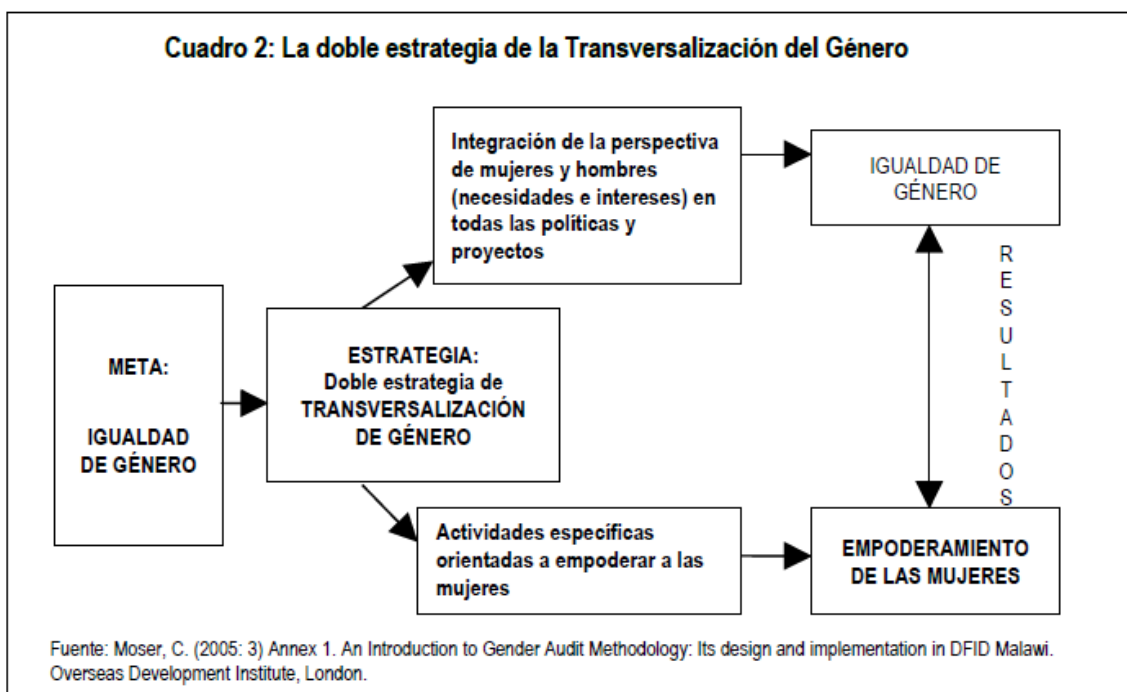 Cuadro 2: La doble estrategia de la Transversalización del Género
Integración de la perspectiva
de mujeres y hombres
(necesidades e intereses) en
todas las políticas y
proyectos
IGUALDAD DE
GÉNERO
META:
IGUALDAD
DE GÉNERO
ESTRATEGIA:
Doble estrategia de
TRANSVERSALIZACIÓN
DE GÉNERO
R
E
S
U
L
T
A
D
O
S
Actividades específicas
orientadas a empoderar a las
mujeres
EMPODERAMIENTO
DE LAS MUJERES
Fuente: Moser, C. (2005: 3) Annex 1. An Introduction to Gender Audit Methodology: Its design and implementation in DFID Malawi.
Overseas Development Institute, London.